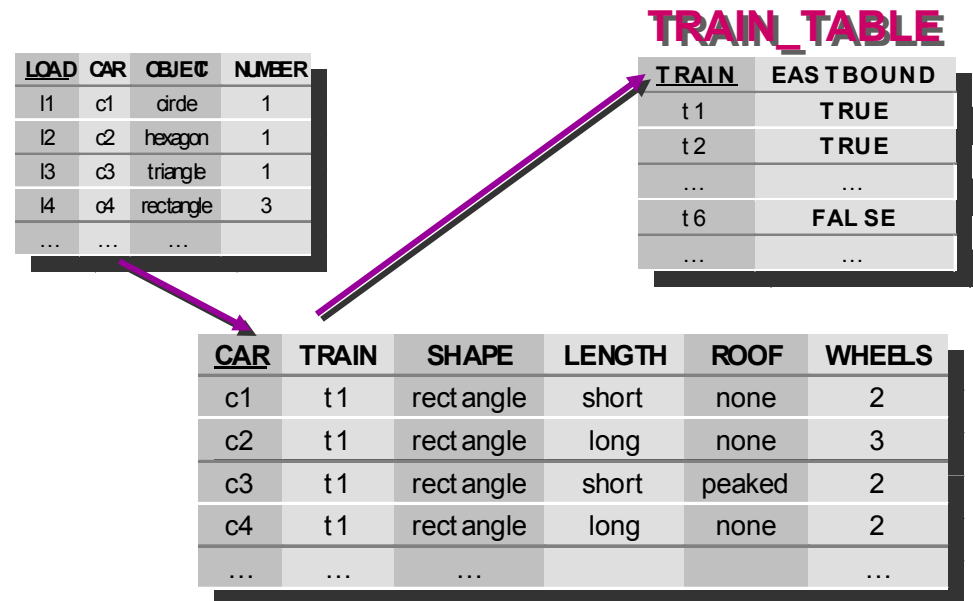 TRAIN_TABLE
LOAD CAR OBJECT NUMBER
l1 c1 circle 1
l2 c2 hexagon 1
l3 c3 triangle 1
l4 c4 rectangle 3
… … …
TRAIN EASTBOUND
t1 TRUE
t2 TRUE
… …
t6 FALSE
… …
CAR TRAIN SHAPE LENGTH ROOF WHEELS
c1 t1 rectangle short none 2
c2 t1 rectangle long none 3
c3 t1 rectangle short peaked 2
c4 t1 rectangle long none 2
… … … …